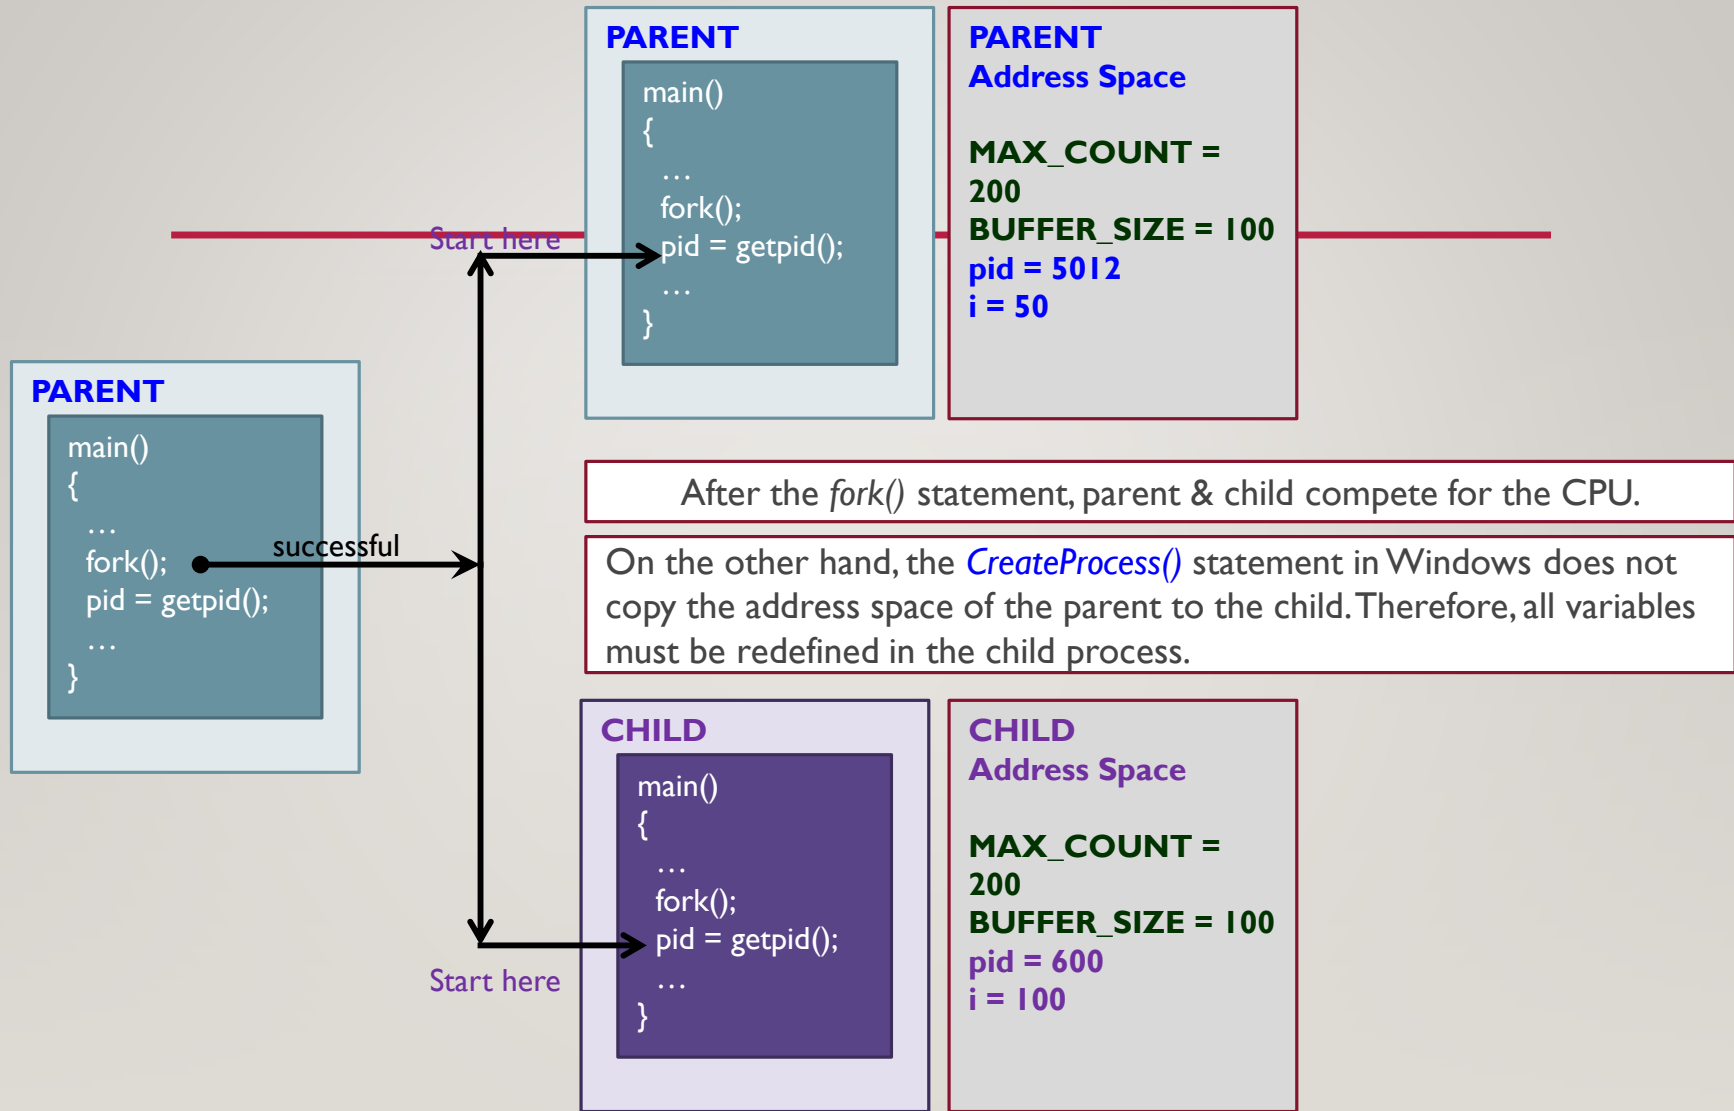 PARENT
main()
{
…
fork();
pid = getpid();
…
}
successful
Start here
PARENT
main()
{
…
fork();
pid = getpid();
…
}
PARENT
Address Space
MAX_COUNT =
200
BUFFER_SIZE = 100
pid = 5012
i = 50
After the fork() statement, parent & child compete for the CPU.
On the other hand, the CreateProcess() statement in Windows does not
copy the address space of the parent to the child. Therefore, all variables
must be redefined in the child process.
Start here
CHILD
main()
{
…
fork();
pid = getpid();
…
}
CHILD
Address Space
MAX_COUNT =
200
BUFFER_SIZE = 100
pid = 600
i = 100